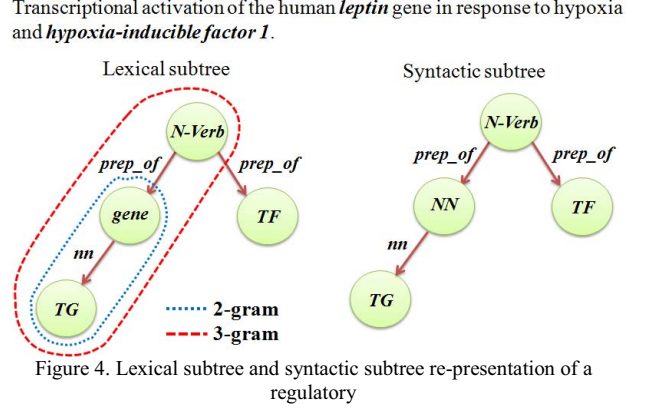 Transcriptional activation of the human leptin gene in response to hypoxia
and hypoxia-inducible factor 1.
Lexical subtree
Syntactic subtree
N-Verb
prep_of
prep_of
gene
TF
nn
TG
2-gram
3-gram
N-Verb
prep_of
prep_of
NN
TF
nn
TG
Figure 4. Lexical subtree and syntactic subtree re-presentation of a
regulatory